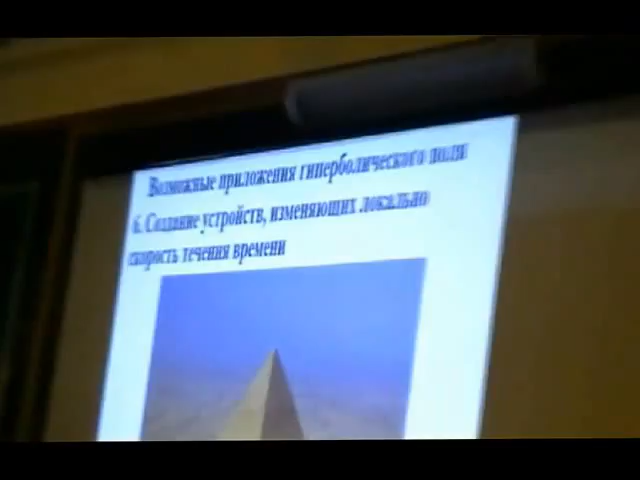 Возможные приложения гиперболического поля
6. Создание устройств, изменяющих локально
скорость течения времени